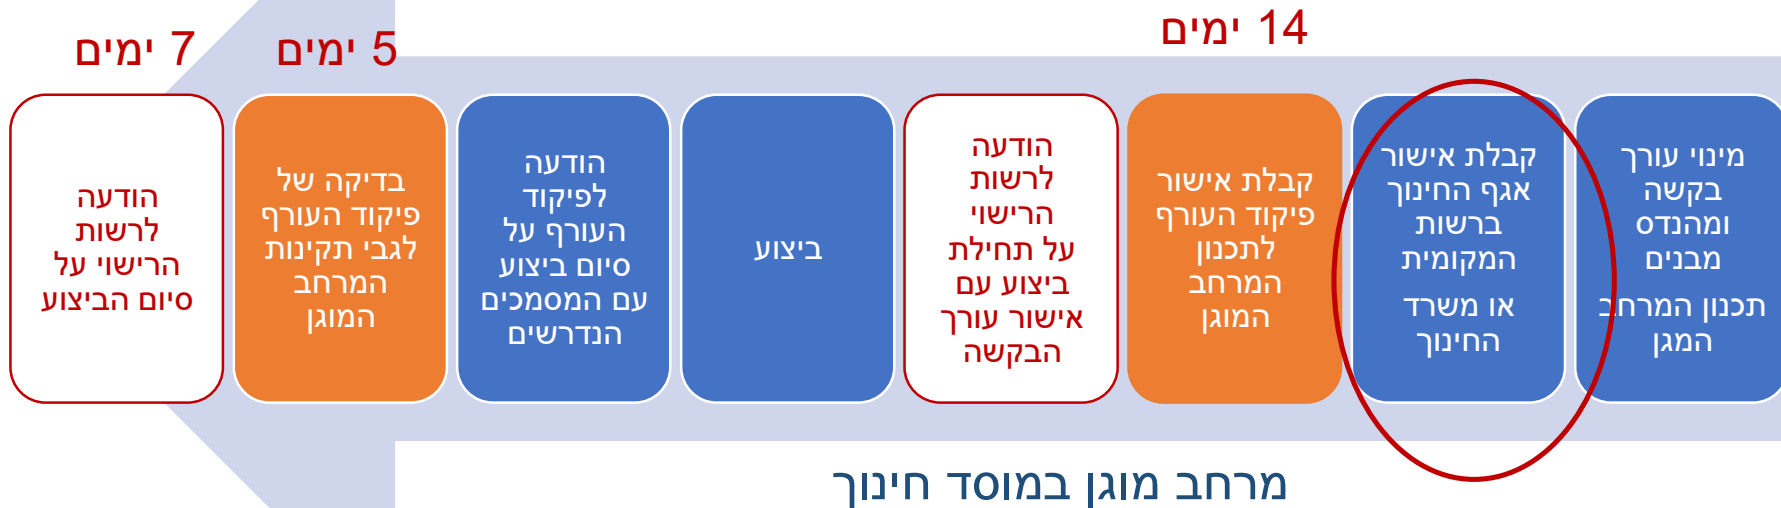 14 ימים
5 ימים
7 ימים
מינוי עורך
בקשה
ומהנדס
מבנים
תכנון המרחב
המגן
קבלת אישור
אגף החינוך
ברשות
המקומית
או משרד
החינוך
קבלת אישור
פיקוד העורף
לתכנון
המרחב
המוגן
הודעה
לרשות
הרישוי
על תחילת
ביצוע עם
אישור עורך
הבקשה
ביצוע
הודעה
לפיקוד
העורף על
סיום ביצוע
עם המסמכים
הנדרשים
בדיקה של
פיקוד העורף
לגבי תקינות
המרחב
המוגן
הודעה
לרשות
הרישוי על
סיום הביצוע
מרחב מוגן במוסד חינוך